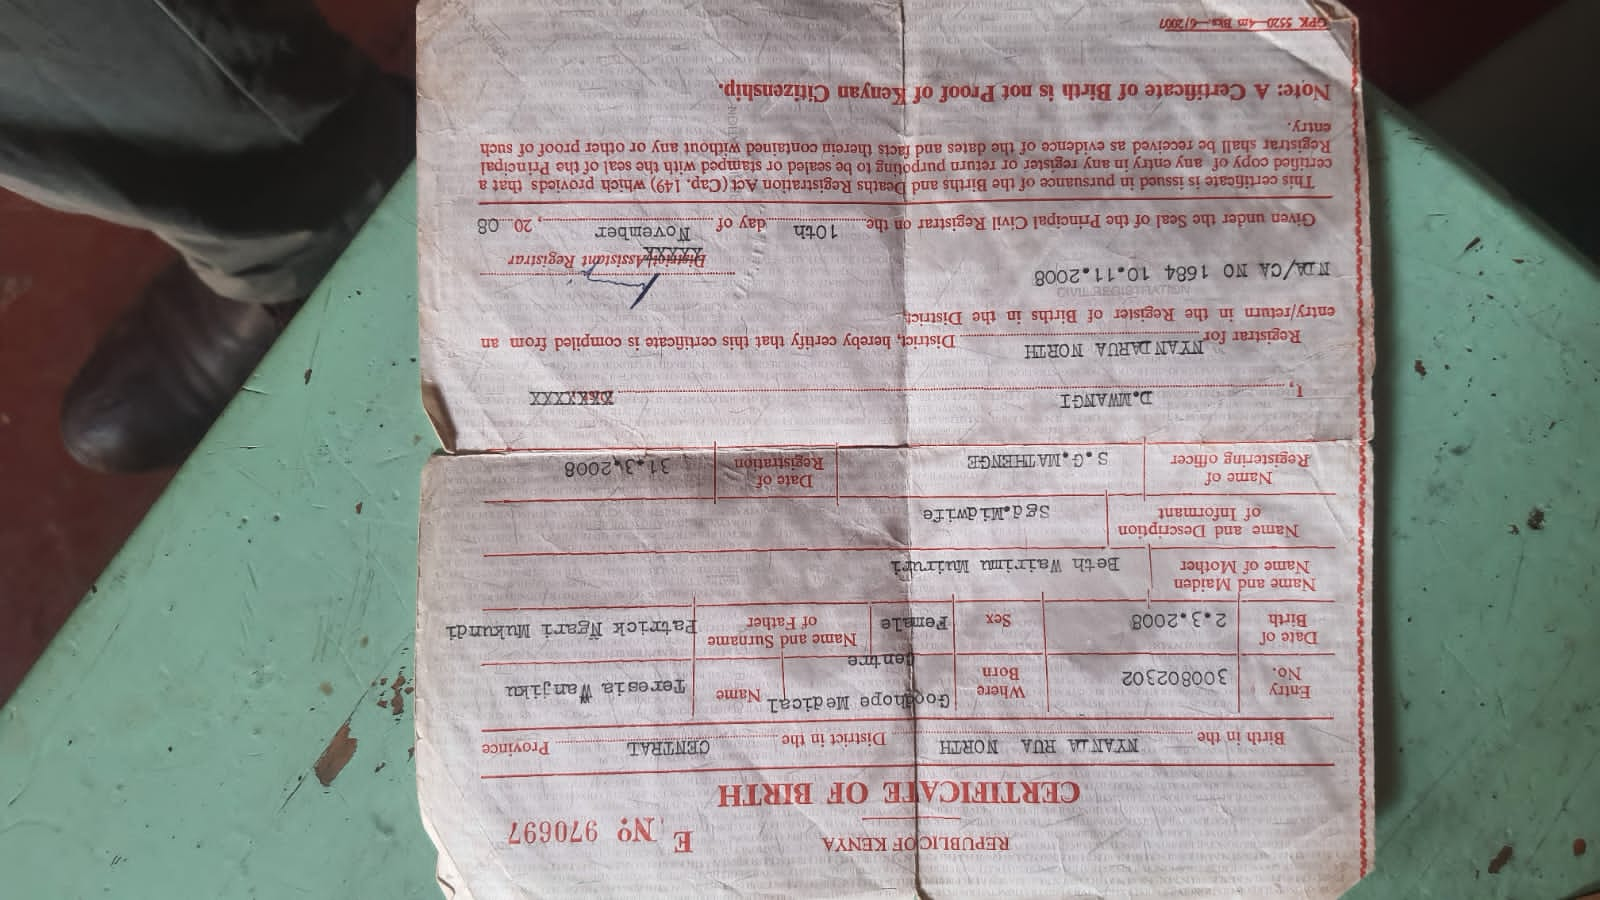 REPUBLIC OF KENYA
E No 970697
CERTIFICATE OF BIRTH
Birth in the NYANDA RUA NORTH District in the CENTRAL Province
Entry No. 300802302 Where Born Goodhope Medical Centre Name Teresia Wanjiku
Date of Birth 2.3.2008 Sex Female Name and Surname of Father Patrick Ngari Mukundi
Name and Maiden Name of Mother Beth Wairimu Muiruri
Name and Description of Informant Sgd.Midwife
Name of Registering officer S.G.MATHENGE Date of Registration 31.3.2008
I, D.MWANGI
Registrar for NYANDARUA NORTH District, hereby certify that this certificate is compiled from an
entry/return in the Register of Births in the District.
CIVIL REGISTRATION
NDA/CA NO 1684 10.11.2008
District/Assistant Registrar
Given under the Seal of the Principal Civil Registrar on the 10th day of November, 20 08
This certificate is issued in pursuance of the Births and Deaths Registration Act (Cap. 149) which provieds that a
certified copy of any entry in any register or return purpoting to be sealed or stamped with the seal of the Principal
Registrar shall be received as evidence of the dates and facts therein contained without any or other proof of such
entry.
Note: A Certificate of Birth is not Proof of Kenyan Citizenship.
GPK 5520—4m Bks.—6/2007